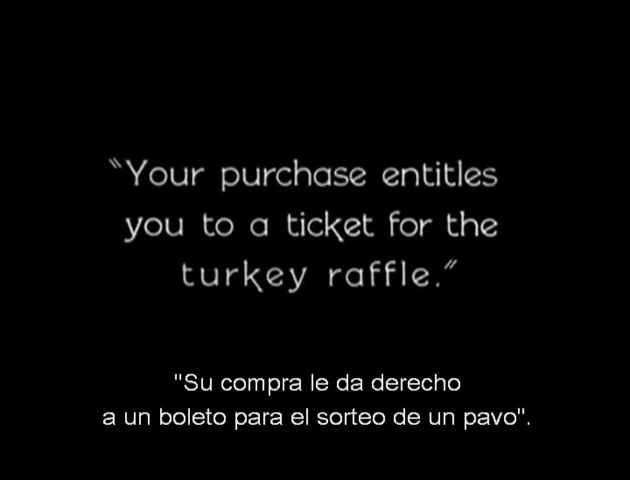 "Your purchase entitles
you to a ticket for the
turkey raffle."
"Su compra le da derecho
a un boleto para el sorteo de un pavo".